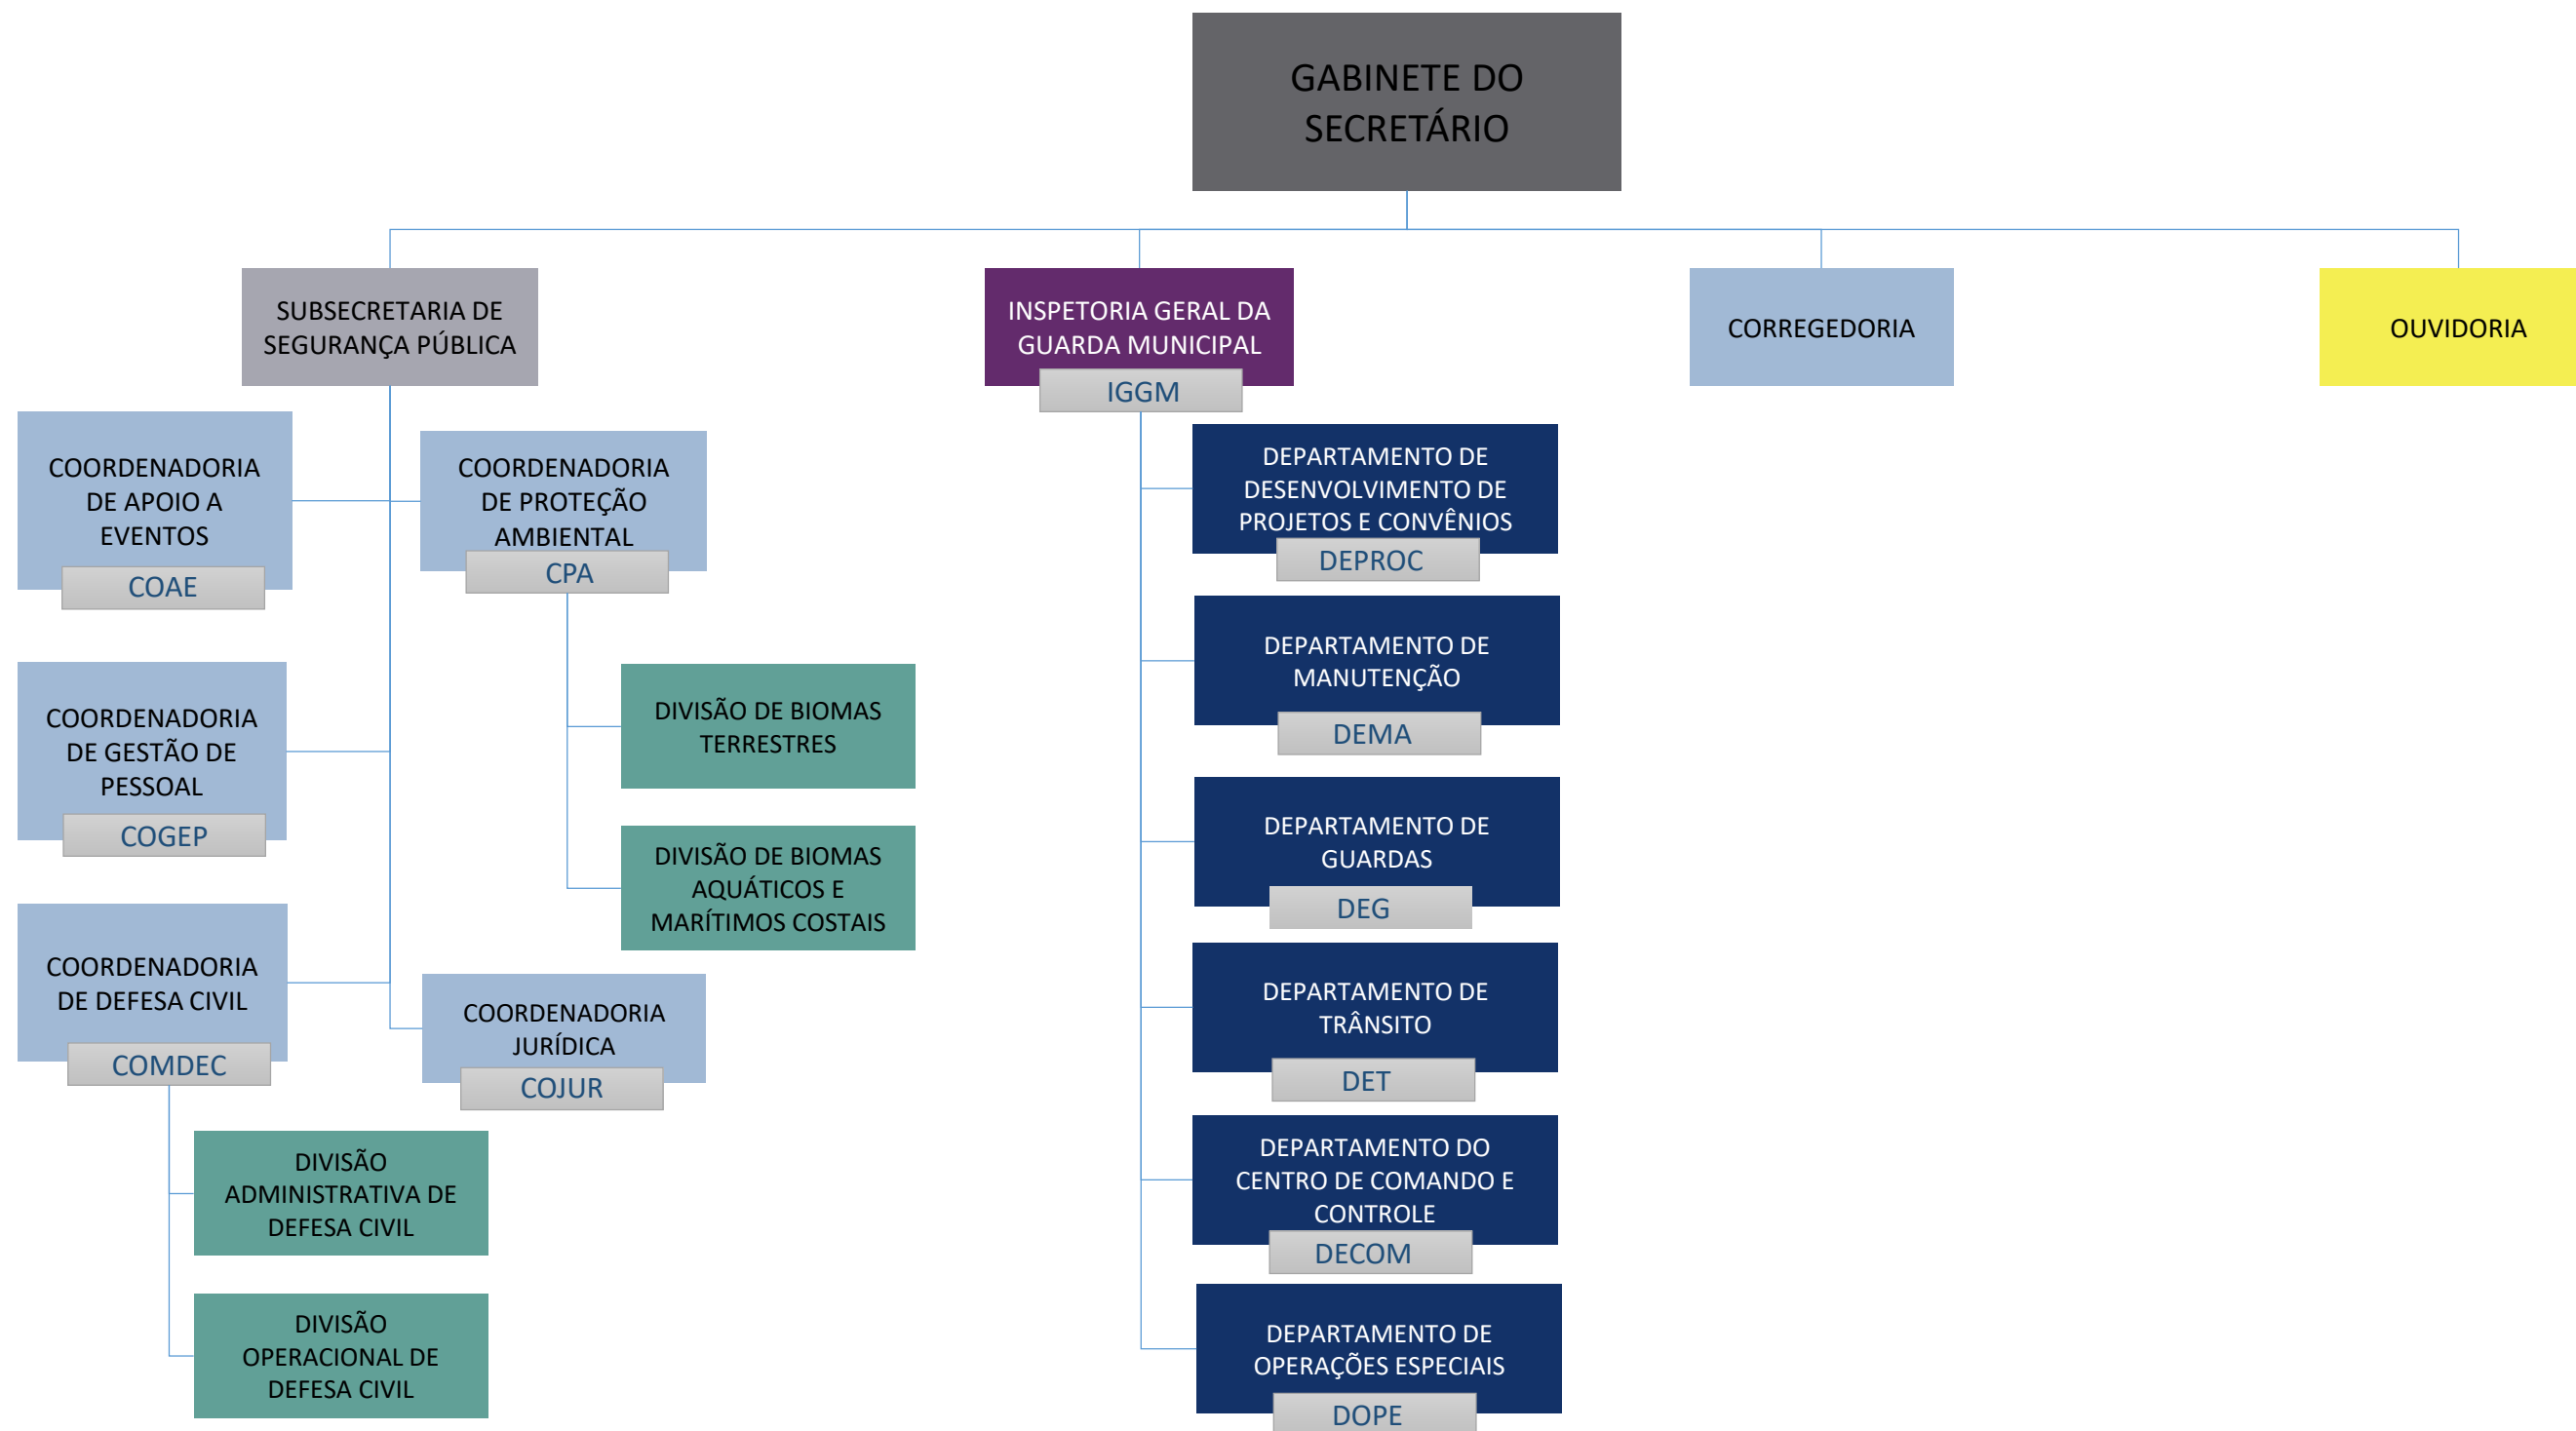 GABINETE DO
SECRETÁRIO
SUBSECRETARIA DE
SEGURANÇA PÚBLICA
INSPETORIA GERAL DA
GUARDA MUNICIPAL
IGGM
CORREGEDORIA
OUVIDORIA
COORDENADORIA
DE APOIO A
EVENTOS
COAE
COORDENADORIA
DE PROTEÇÃO
AMBIENTAL
CPA
DIVISÃO DE BIOMAS
TERRESTRES
DIVISÃO DE BIOMAS
AQUÁTICOS E
MARÍTIMOS COSTAIS
COORDENADORIA
DE GESTÃO DE
PESSOAL
COGEP
COORDENADORIA
DE DEFESA CIVIL
COMDEC
COORDENADORIA
JURÍDICA
COJUR
DIVISÃO
ADMINISTRATIVA DE
DEFESA CIVIL
DIVISÃO
OPERACIONAL DE
DEFESA CIVIL
DEPARTAMENTO DE
DESENVOLVIMENTO DE
PROJETOS E CONVÊNIOS
DEPROC
DEPARTAMENTO DE
MANUTENÇÃO
DEMA
DEPARTAMENTO DE
GUARDAS
DEG
DEPARTAMENTO DE
TRÂNSITO
DET
DEPARTAMENTO DO
CENTRO DE COMANDO E
CONTROLE
DECOM
DEPARTAMENTO DE
OPERAÇÕES ESPECIAIS
DOPE